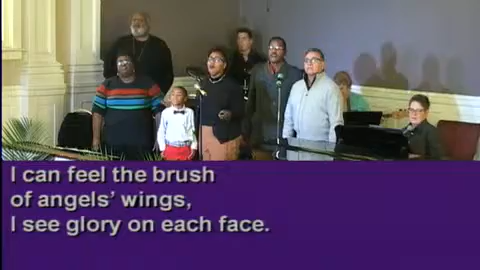 I can feel the brush
of angels' wings,
I see glory on each face.